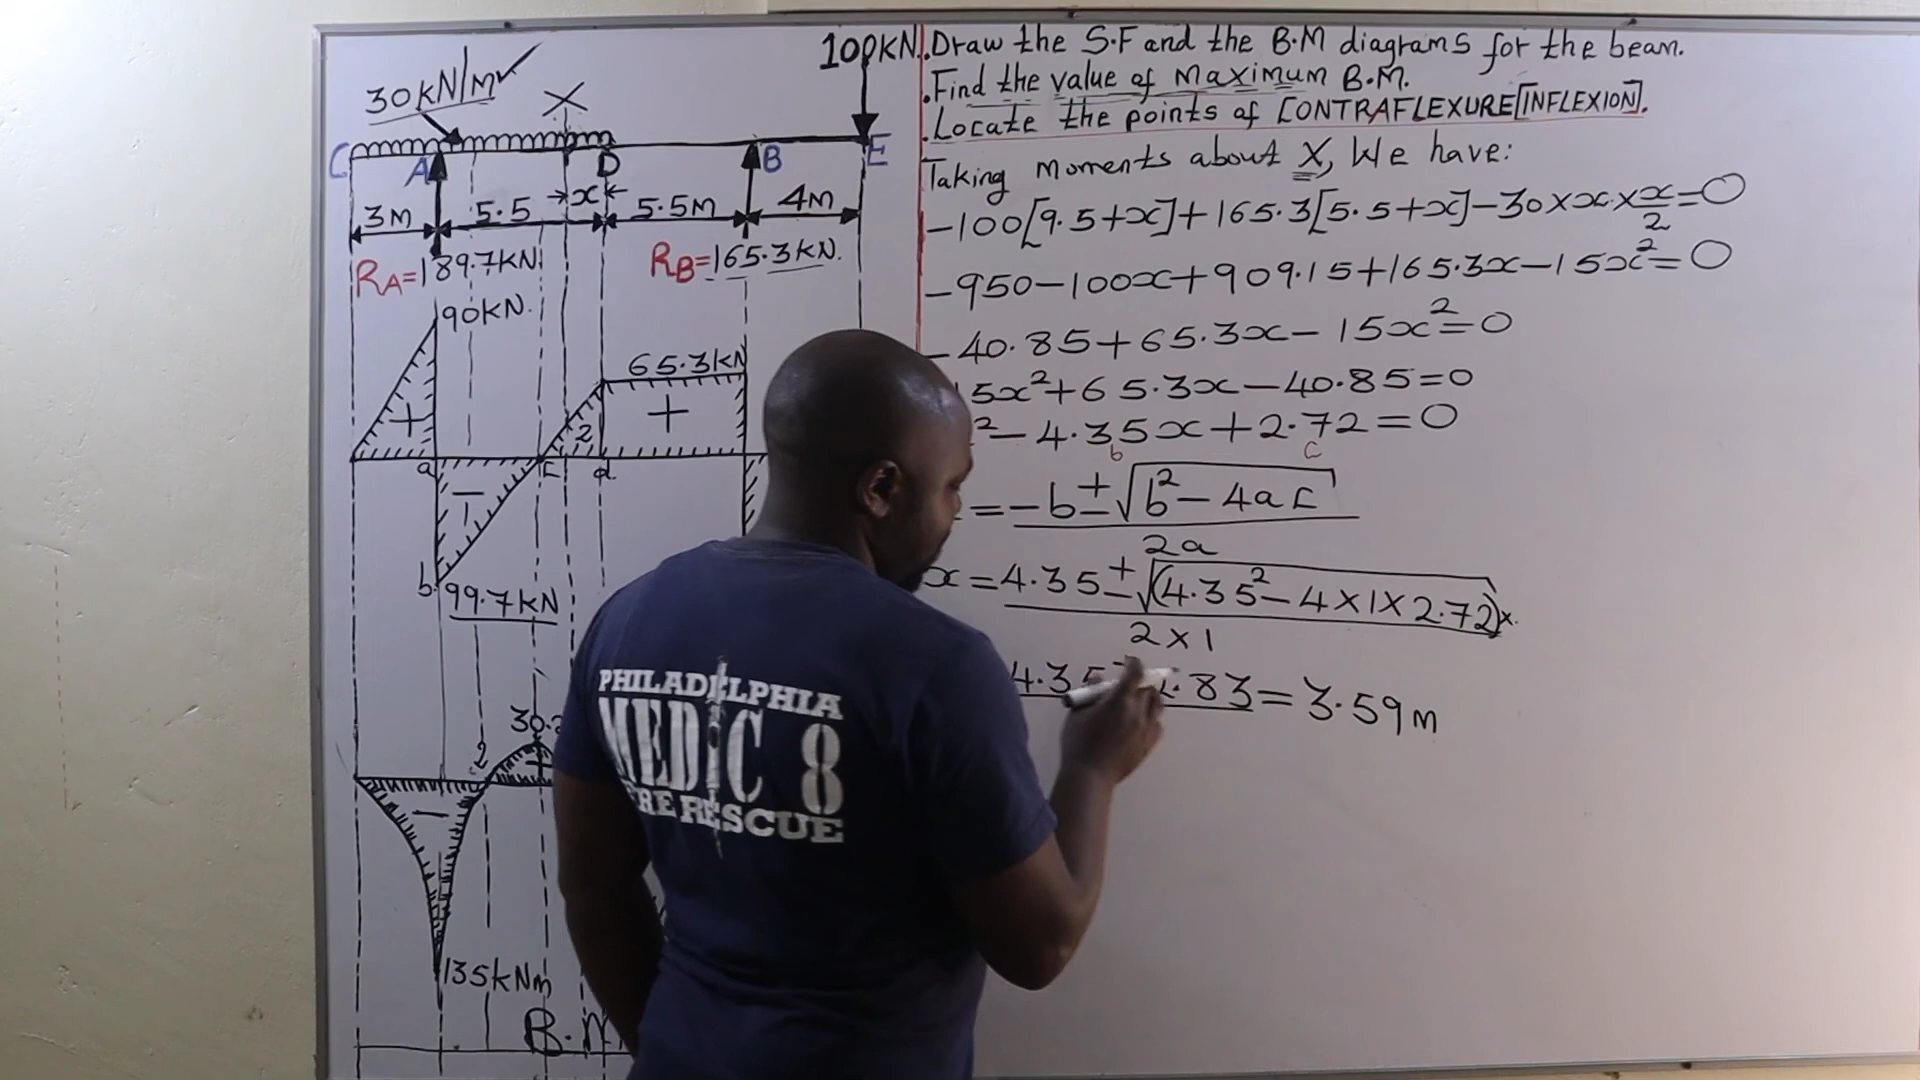 .Draw the S.F and the B.M diagrams for the beam.
.Find the value of maximum B.M.
.Locate the points of CONTRAFLEXURE[INFLEXION].
Taking moments about X, We have:
-100[9.5+x]+165.3[5.5+x]-30×x×x/2=0
-950-100x+909.15+165.3x-15x²=0
-40.85+65.3x-15x²=0
5x²+65.3x-40.85=0
²-4.35x+2.72=0
b c
=-b±√b²-4ac
2a
x=4.35±√(4.35²-4×1×2.72)
2×1
4.35 .83=3.59m
100KN
30KN/m
X
C A D B E
3m 5.5 x 5.5m 4m
RA=189.7KN
RB=165.3KN.
90KN.
65.3KN
+ 2 +
a c d
-
b 99.7KN
30.2
?
+
-
135KNm
B.M
PHILADELPHIA
MEDIC 8
FIRE RESCUE